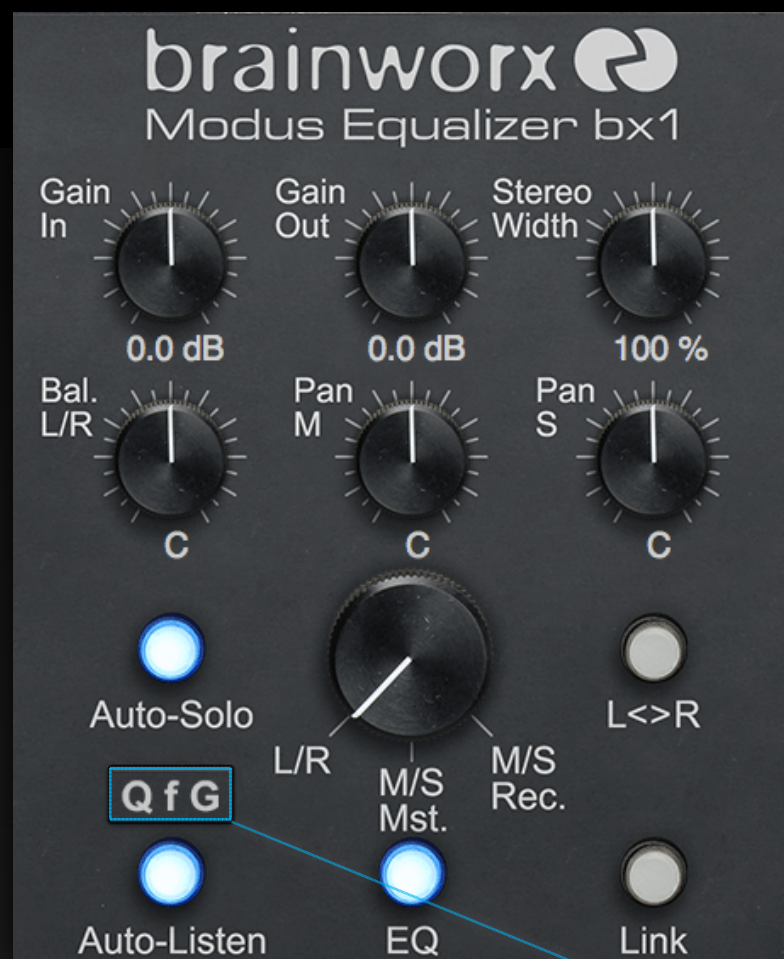 brainworx
Modus Equalizer bx1
Gain
In
Gain
Out
Stereo
Width
0.0 dB
0.0 dB
100 %
Bal.
L/R
Pan
M
Pan
S
C
C
C
Auto-Solo
L<>R
L/R
M/S
Mst.
M/S
Rec.
Q f G
Auto-Listen
EQ
Link